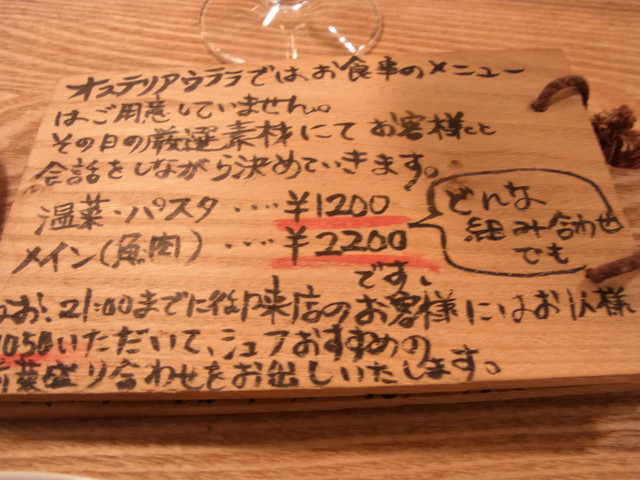 オステリアウララではお食事のメニュー
はご用意していません。
その日の厳選素材にてお客様と
会話をしながら決めていきます。
温菜・パスタ ‥‥ ¥1200
メイン(魚肉) ‥‥ ¥2200
どんな
組み合わせ
でも
です。
なお、21:00までに御来店のお客様にはお1人様
1050いただいて、シェフおすすめの
前菜盛り合わせをお出しいたします。